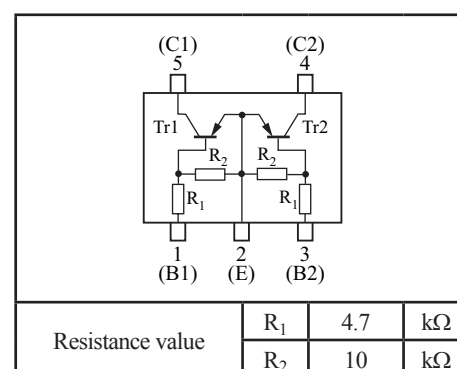 (C1) (C2)
5 4
Tr1 Tr2
R2 R2
R1 R1
1 2 3
(B1) (E) (B2)
Resistance value R1 4.7 kΩ
R2 10 kΩ